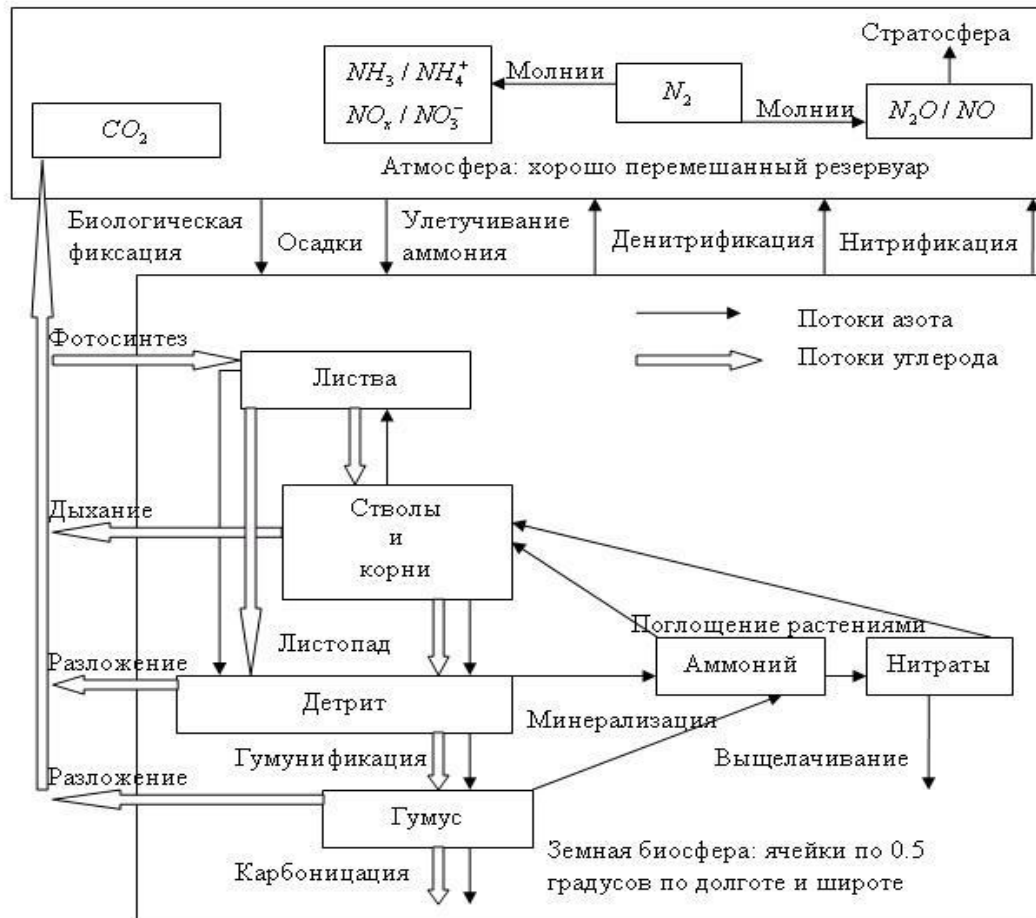 Стратосфера
NH₃ / NH₄⁺
Молнии
N₂
NOₓ / NO₃⁻
Молнии
N₂O / NO
CO₂
Атмосфера: хорошо перемешанный резервуар
Биологическая
фиксация
Осадки
Улетучивание
аммония
Денитрификация
Нитрификация
Потоки азота
Фотосинтез
Потоки углерода
Листва
Стволы
и
корни
Дыхание
Листопад
Поглощение растениями
Аммоний
Нитраты
Разложение
Детрит
Минерализация
Гумунификация
Выщелачивание
Разложение
Гумус
Карбоницация
Земная биосфера: ячейки по 0.5
градусов по долготе и широте